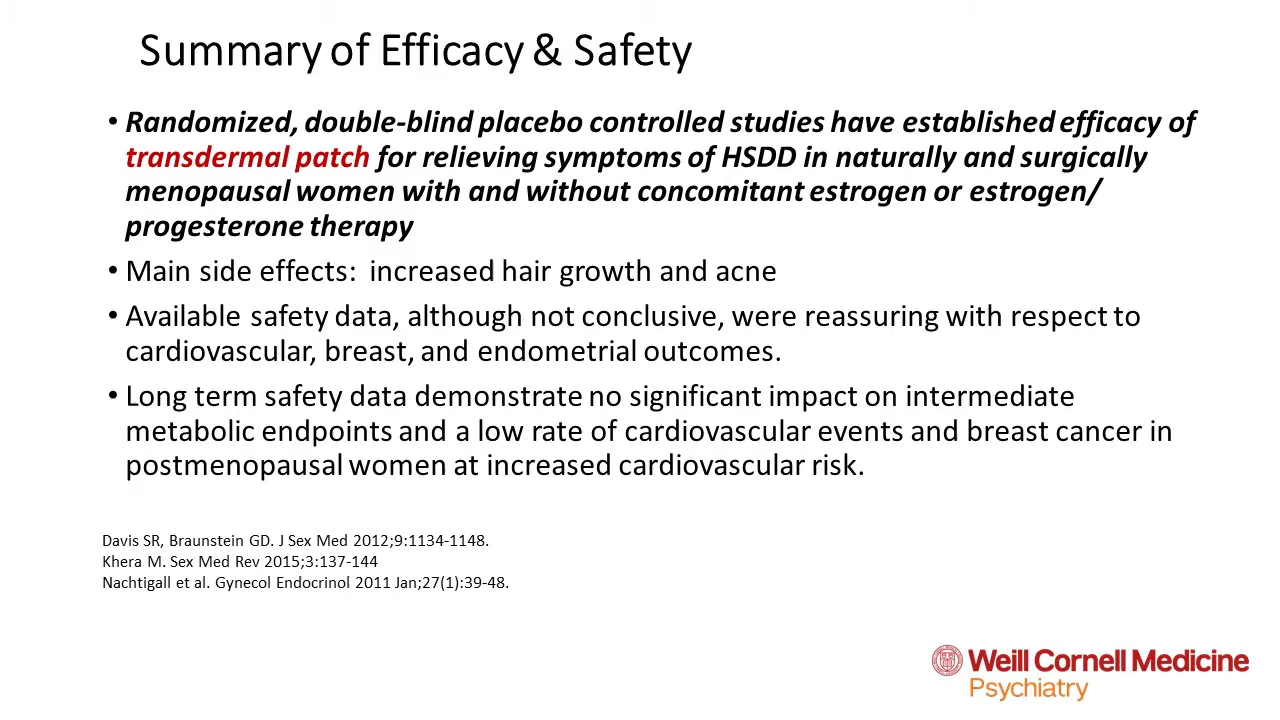 Summary of Efficacy & Safety
• Randomized, double-blind placebo controlled studies have established efficacy of
transdermal patch for relieving symptoms of HSDD in naturally and surgically
menopausal women with and without concomitant estrogen or estrogen/
progesterone therapy
• Main side effects: increased hair growth and acne
• Available safety data, although not conclusive, were reassuring with respect to
cardiovascular, breast, and endometrial outcomes.
• Long term safety data demonstrate no significant impact on intermediate
metabolic endpoints and a low rate of cardiovascular events and breast cancer in
postmenopausal women at increased cardiovascular risk.
Davis SR, Braunstein GD. J Sex Med 2012;9:1134-1148.
Khera M. Sex Med Rev 2015;3:137-144
Nachtigall et al. Gynecol Endocrinol 2011 Jan;27(1):39-48.
Weill Cornell Medicine
Psychiatry